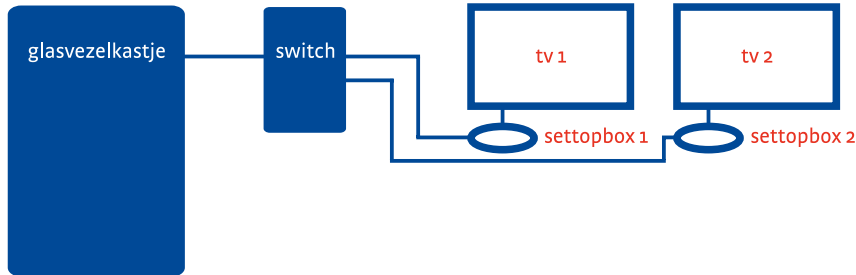 glasvezelkastje
switch
tv 1
tv 2
settopbox 1
settopbox 2